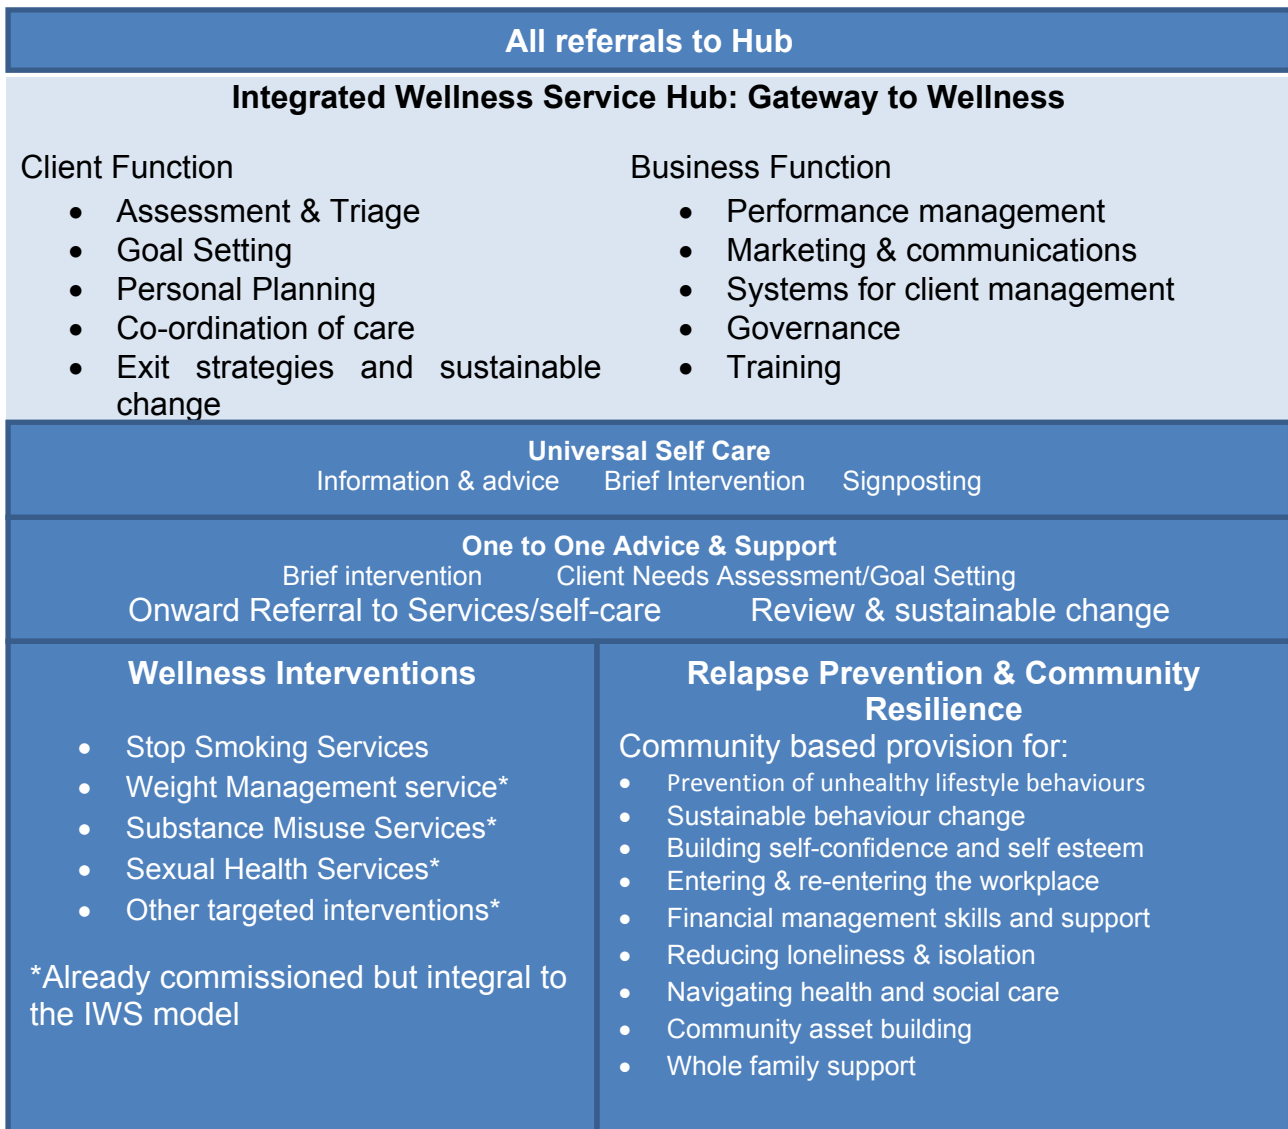 All referrals to Hub
Integrated Wellness Service Hub: Gateway to Wellness
Client Function
• Assessment & Triage
• Goal Setting
• Personal Planning
• Co-ordination of care
• Exit strategies and sustainable
change
Business Function
• Performance management
• Marketing & communications
• Systems for client management
• Governance
• Training
Universal Self Care
Information & advice Brief Intervention Signposting
One to One Advice & Support
Brief intervention Client Needs Assessment/Goal Setting
Onward Referral to Services/self-care Review & sustainable change
Wellness Interventions
• Stop Smoking Services
• Weight Management service*
• Substance Misuse Services*
• Sexual Health Services*
• Other targeted interventions*
*Already commissioned but integral to
the IWS model
Relapse Prevention & Community
Resilience
Community based provision for:
• Prevention of unhealthy lifestyle behaviours
• Sustainable behaviour change
• Building self-confidence and self esteem
• Entering & re-entering the workplace
• Financial management skills and support
• Reducing loneliness & isolation
• Navigating health and social care
• Community asset building
• Whole family support